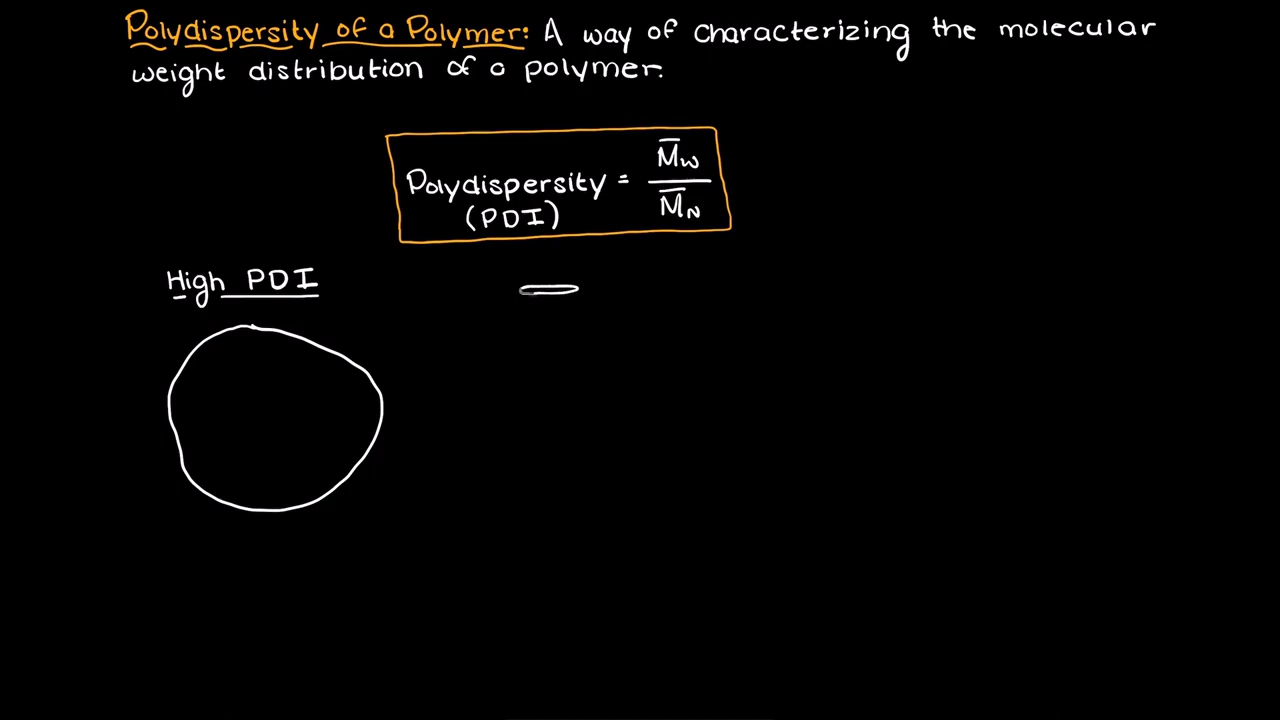 Polydispersity of a Polymer: A way of characterizing the molecular
weight distribution of a polymer.
Polydispersity = M̅w / M̅N
(PDI)
High PDI